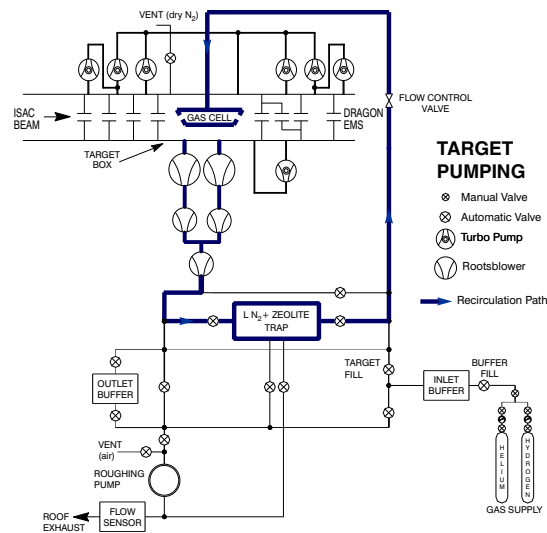 VENT (dry N₂)
ISAC
BEAM
GAS CELL
DRAGON
EMS
FLOW CONTROL
VALVE
TARGET
BOX
TARGET
PUMPING
Manual Valve
Automatic Valve
Turbo Pump
Rootsblower
Recirculation Path
L N₂+ ZEOLITE
TRAP
OUTLET
BUFFER
TARGET
FILL
INLET
BUFFER
BUFFER
FILL
VENT
(air)
ROUGHING
PUMP
HELIUM
HYDROGEN
GAS SUPPLY
ROOF
EXHAUST
FLOW
SENSOR